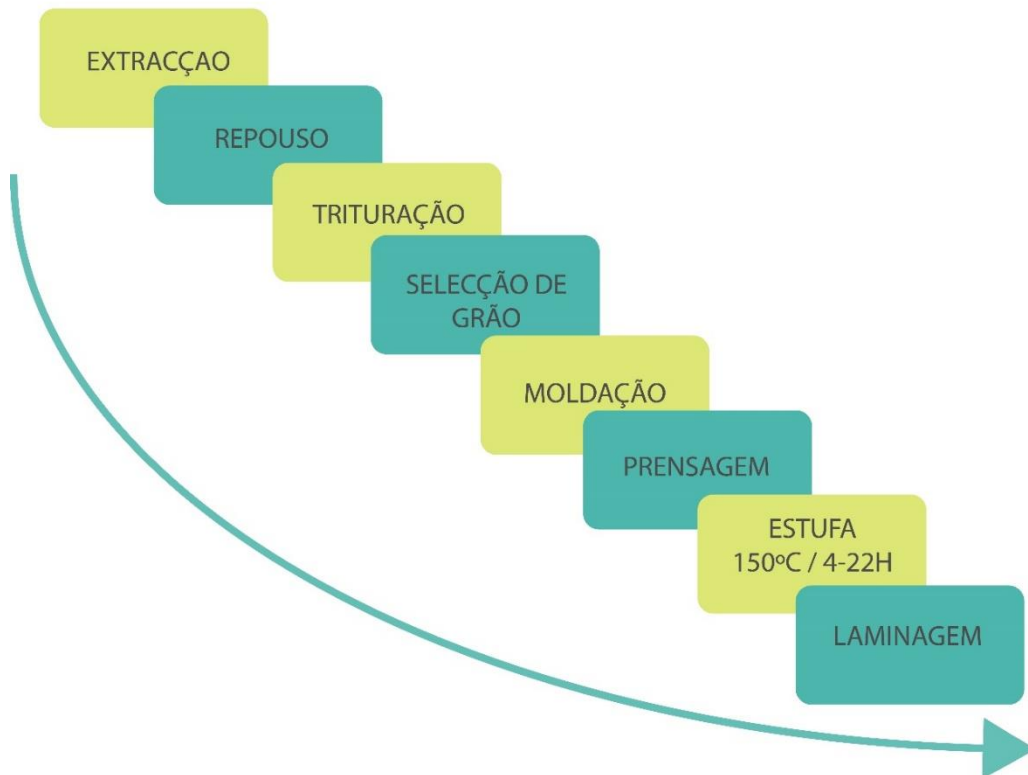 EXTRACÇAO
REPOUSO
TRITURAÇÃO
SELECÇÃO DE
GRÃO
MOLDAÇÃO
PRENSAGEM
ESTUFA
150ºC / 4-22H
LAMINAGEM